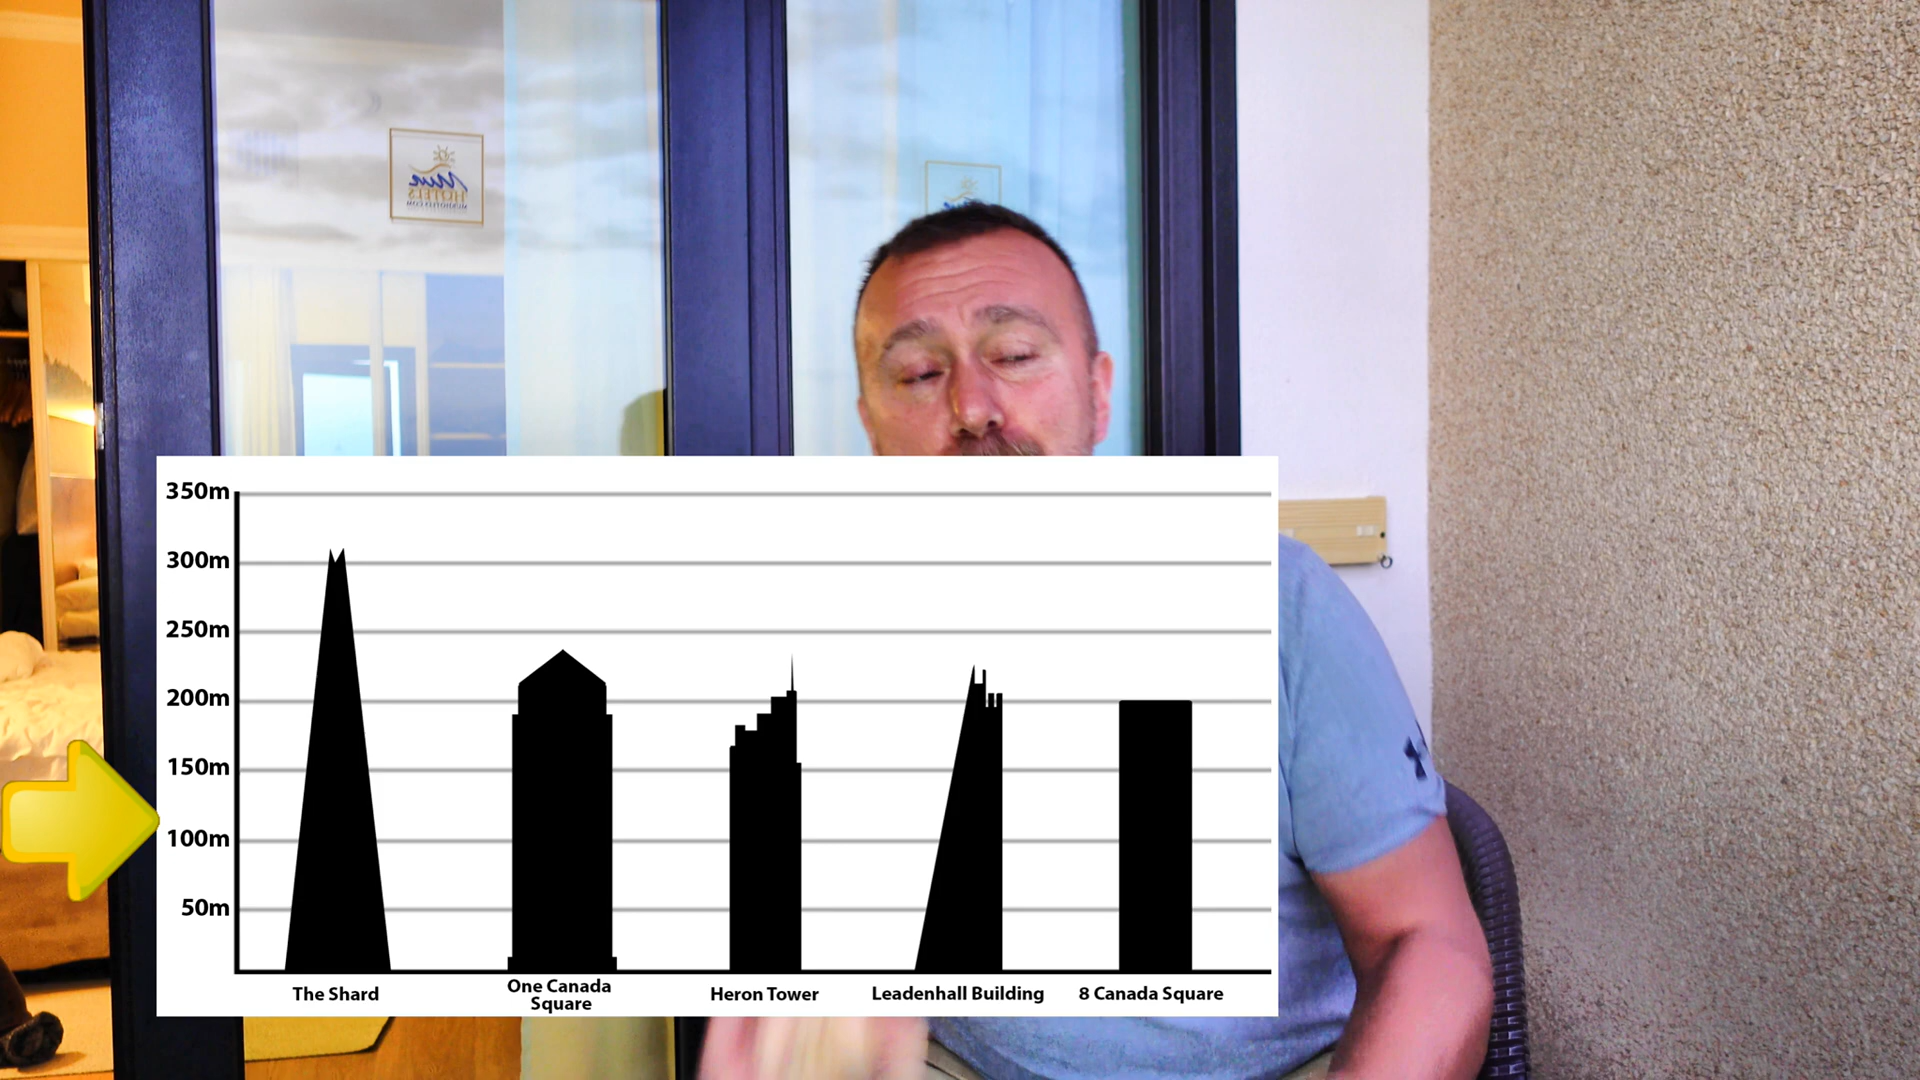 350m
300m
250m
200m
150m
100m
50m
The Shard
One Canada
Square
Heron Tower
Leadenhall Building
8 Canada Square
HOTELS